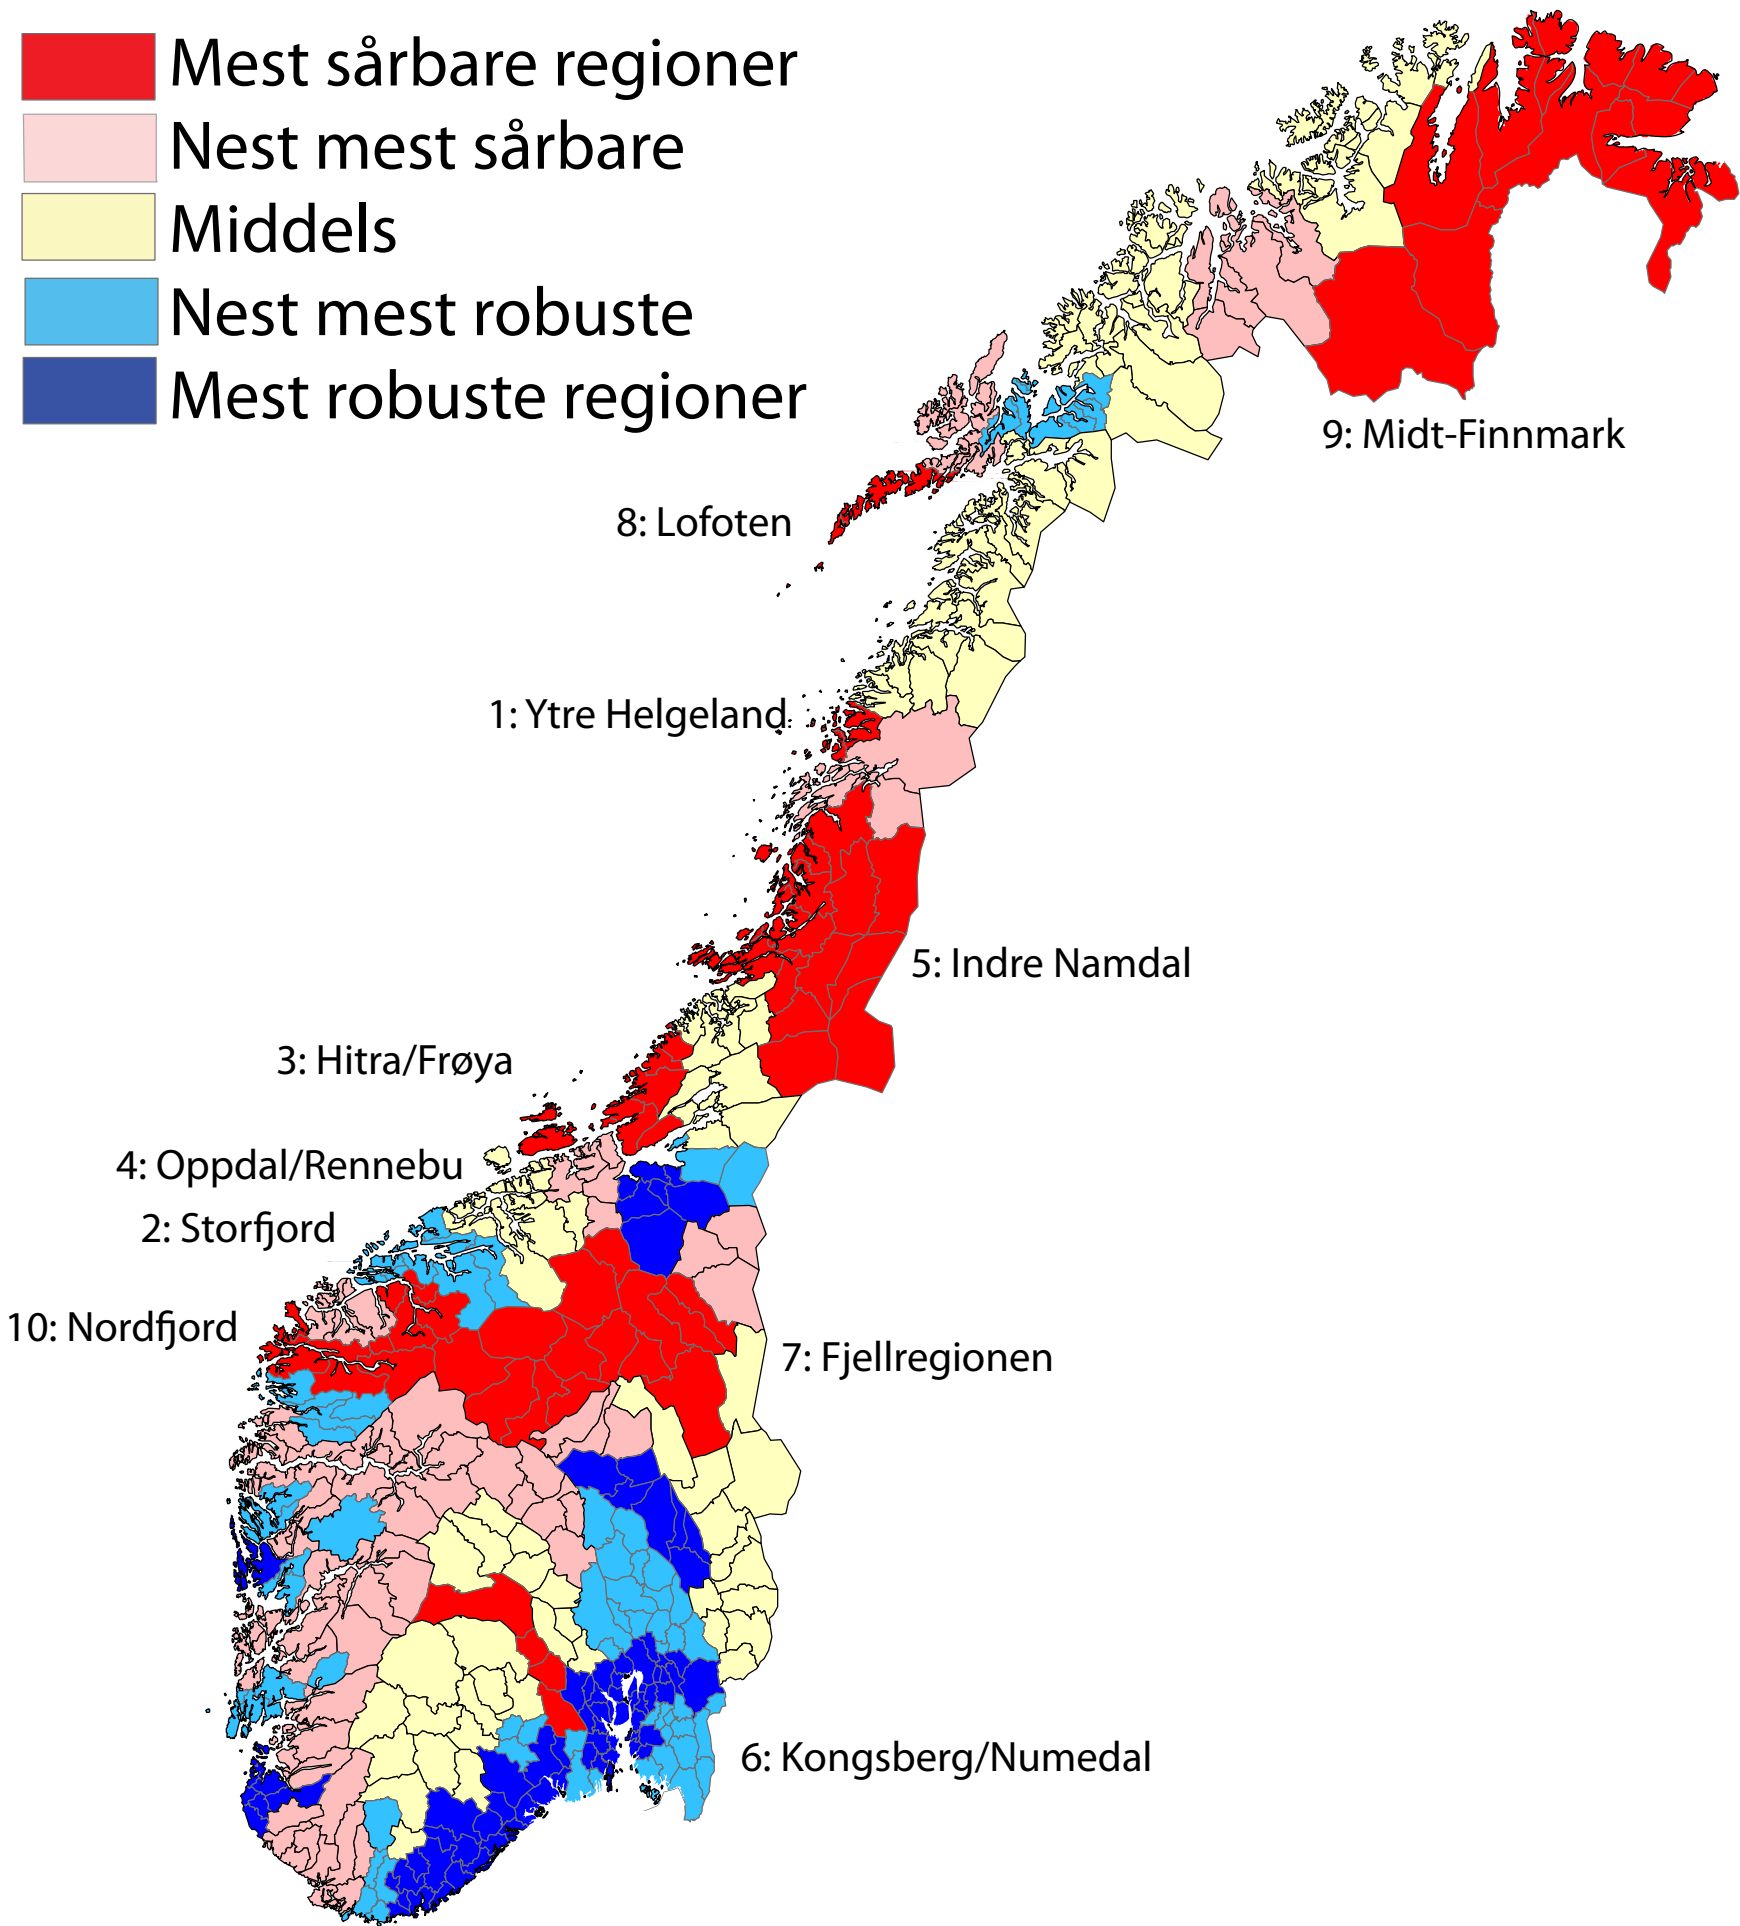 Mest sårbare regioner
Nest mest sårbare
Middels
Nest mest robuste
Mest robuste regioner
9: Midt-Finnmark
8: Lofoten
1: Ytre Helgeland
5: Indre Namdal
3: Hitra/Frøya
4: Oppdal/Rennebu
2: Storfjord
10: Nordfjord
7: Fjellregionen
6: Kongsberg/Numedal